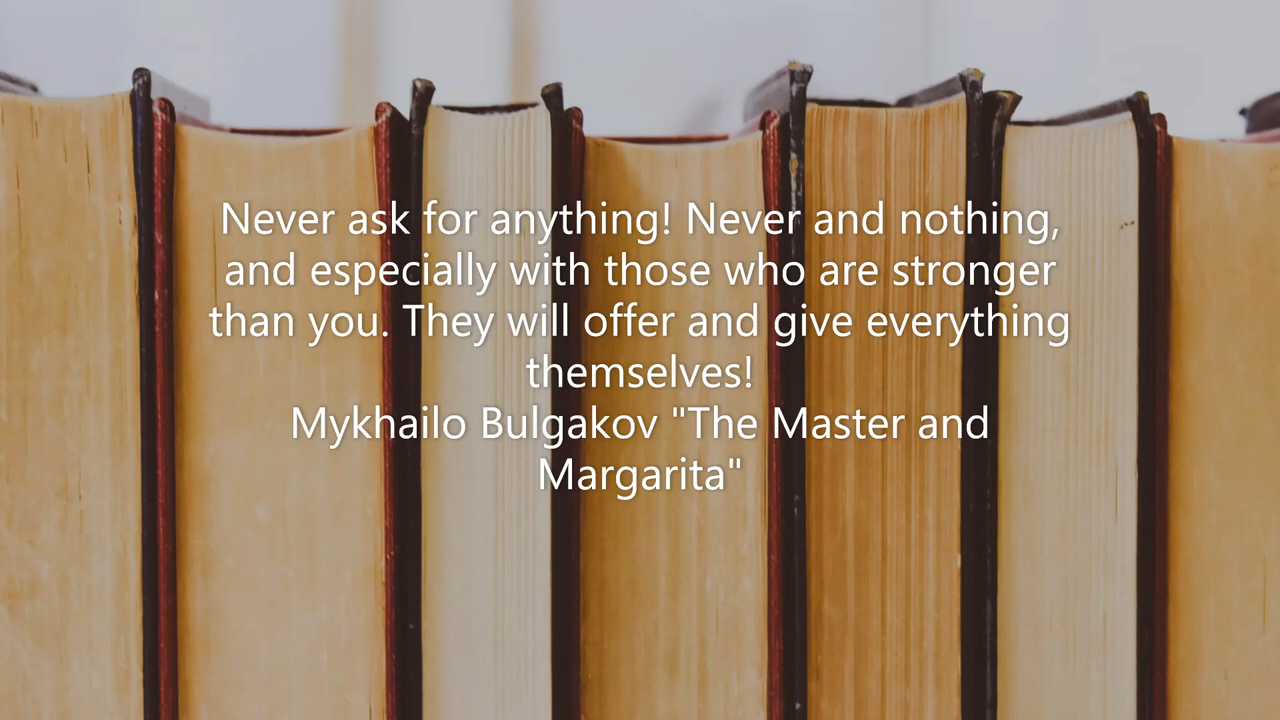 Never ask for anything! Never and nothing,
and especially with those who are stronger
than you. They will offer and give everything
themselves!
Mykhailo Bulgakov "The Master and
Margarita"